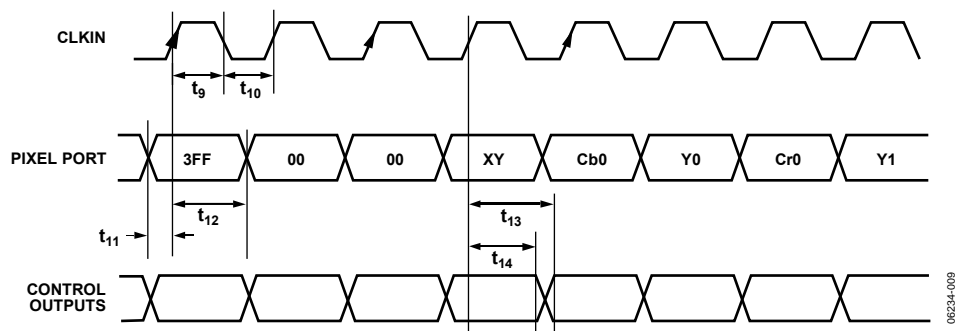 CLKIN
t9
t10
PIXEL PORT
3FF
00
00
XY
Cb0
Y0
Cr0
Y1
t12
t13
t11
t14
CONTROL
OUTPUTS
06234-009